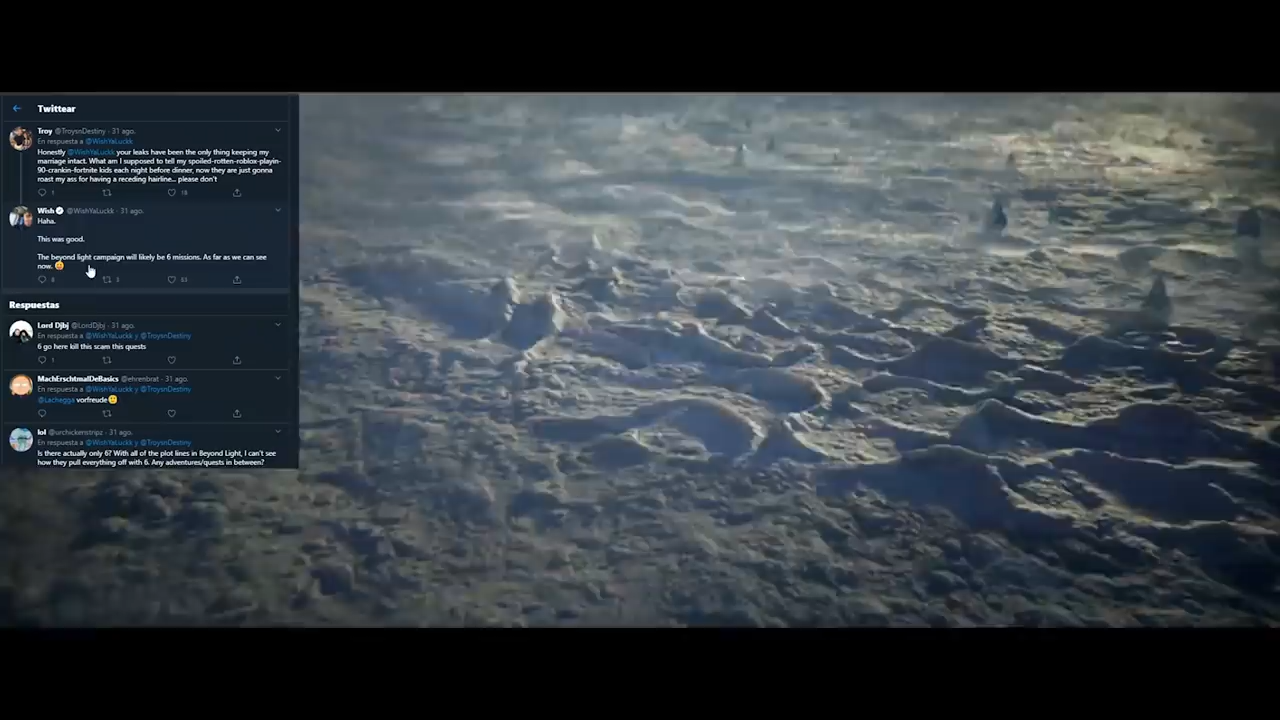 Twittear
Troy @TroysnDestiny · 31 ago.
En respuesta a @WishYaLuckk
Honestly @WishYaLuckk your leaks have been the only thing keeping my
marriage intact. What am I supposed to tell my spoiled-rotten-roblox-playin-
90-crankin-fortnite kids each night before dinner, now they are just gonna
roast my ass for having a receding hairline... please don't
1 18
Wish @WishYaLuckk · 31 ago.
Haha.
This was good.
The beyond light campaign will likely be 6 missions. As far as we can see
now.
8 3 53
Respuestas
Lord Djbj @LordDjbj · 31 ago.
En respuesta a @WishYaLuckk y @TroysnDestiny
6 go here kill this scam this quests
1
MachErschtmalDeBasics @ehrenbrat · 31 ago.
En respuesta a @WishYaLuckk y @TroysnDestiny
@Lachegga vorfreude
lol @urchickenstripz · 31 ago.
En respuesta a @WishYaLuckk y @TroysnDestiny
Is there actually only 6? With all of the plot lines in Beyond Light, I can't see
how they pull everything off with 6. Any adventures/quests in between?